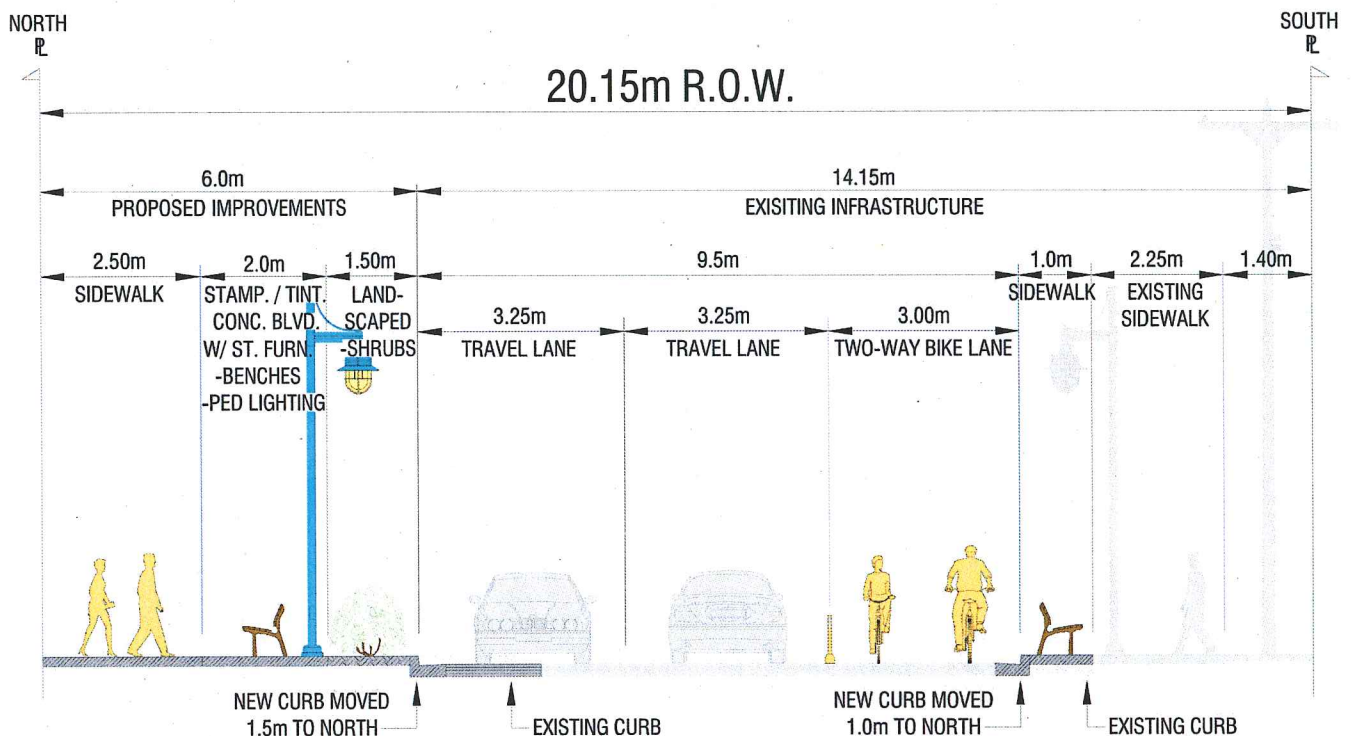 NORTH
PL
SOUTH
PL
20.15m R.O.W.
6.0m
PROPOSED IMPROVEMENTS
14.15m
EXISITING INFRASTRUCTURE
2.50m
SIDEWALK
2.0m
STAMP. / TINT.
CONC. BLVD.
W/ ST. FURN.
-BENCHES
-PED LIGHTING
1.50m
LAND-
SCAPED
-SHRUBS
9.5m
1.0m
SIDEWALK
2.25m
EXISTING
SIDEWALK
1.40m
3.25m
TRAVEL LANE
3.25m
TRAVEL LANE
3.00m
TWO-WAY BIKE LANE
NEW CURB MOVED
1.5m TO NORTH
EXISTING CURB
NEW CURB MOVED
1.0m TO NORTH
EXISTING CURB